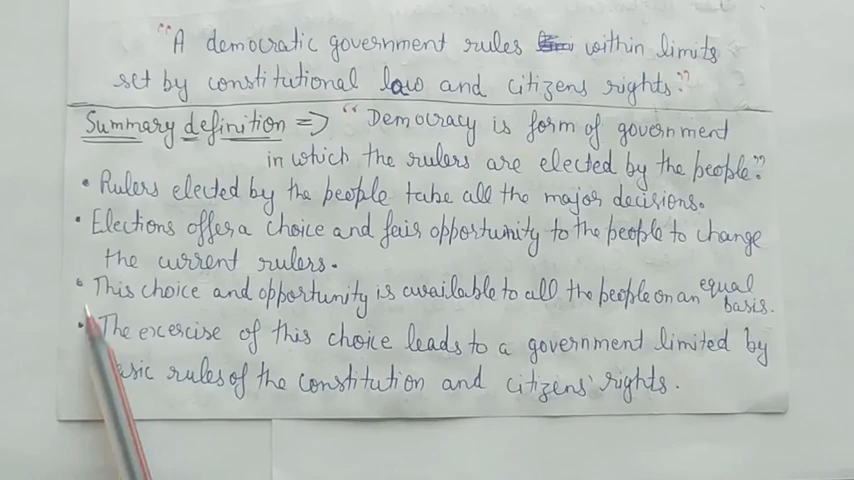 "A democratic government rules within limits
set by constitutional law and citizens rights."
Summary definition => "Democracy is form of government
in which the rulers are elected by the people".
• Rulers elected by the people take all the major decisions.
• Elections offer a choice and fair opportunity to the people to change
the current rulers.
• This choice and opportunity is available to all the people on an equal
basis.
• The excercise of this choice leads to a government limited by
rules of the constitution and citizens' rights.